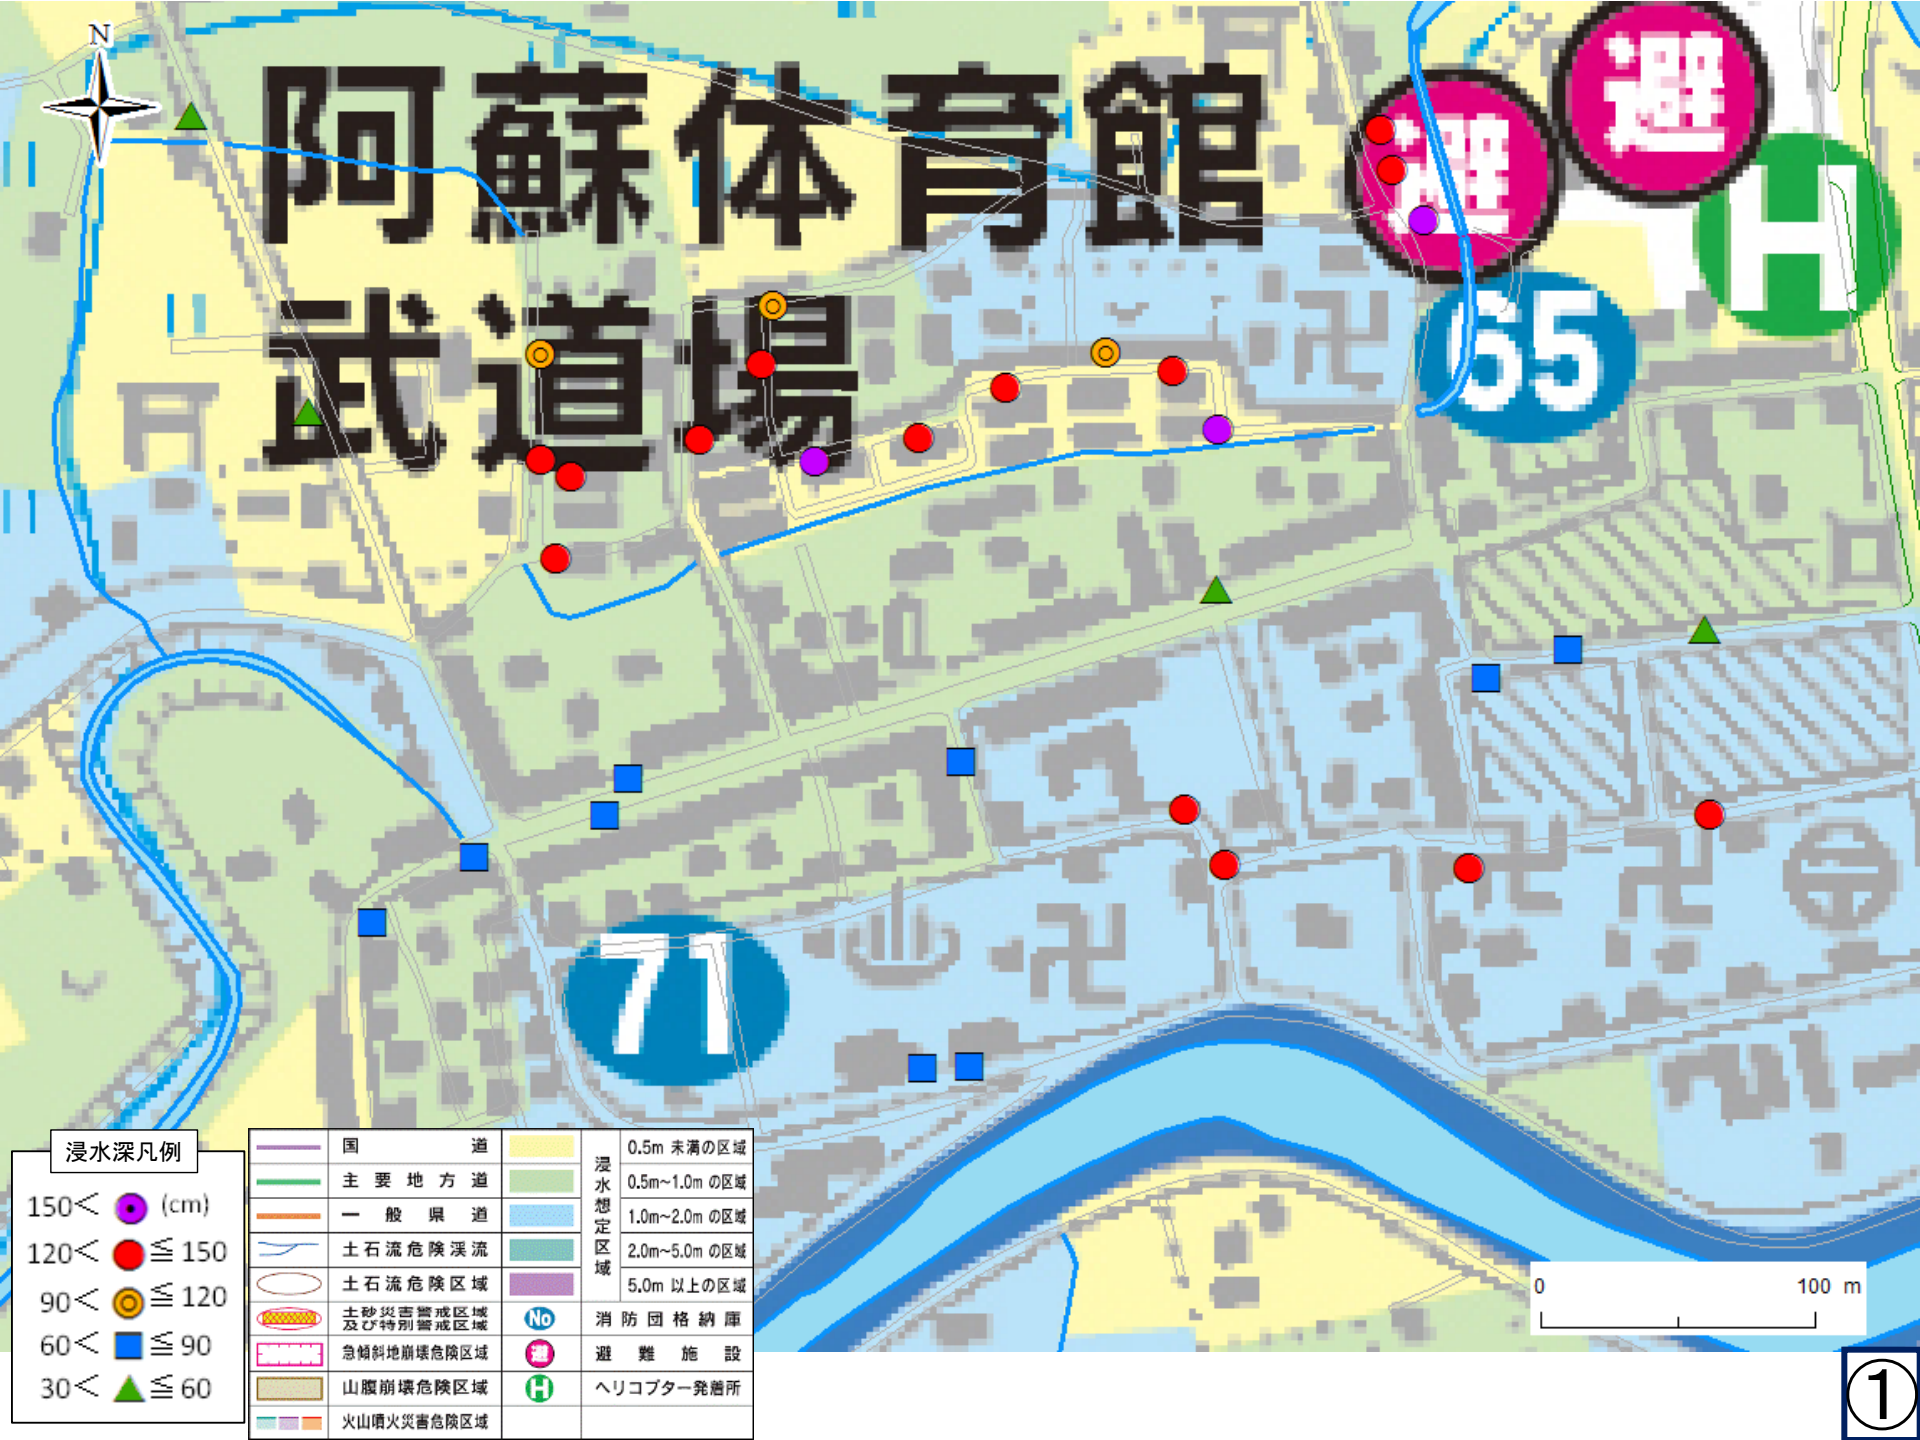 N
阿蘇体育館
避
避
H
武道場
65
71
浸水深凡例
150< (cm)
120< ≦ 150
90< ≦ 120
60< ≦ 90
30< ≦ 60
国道
主要地方道
一般県道
土石流危険渓流
土石流危険区域
土砂災害警戒区域
及び特別警戒区域
急傾斜地崩壊危険区域
山腹崩壊危険区域
火山噴火災害危険区域
浸水想定区域
0.5m 未満の区域
0.5m~1.0m の区域
1.0m~2.0m の区域
2.0m~5.0m の区域
5.0m 以上の区域
No 消防団格納庫
避 避難施設
H ヘリコプター発着所
0 100 m
①